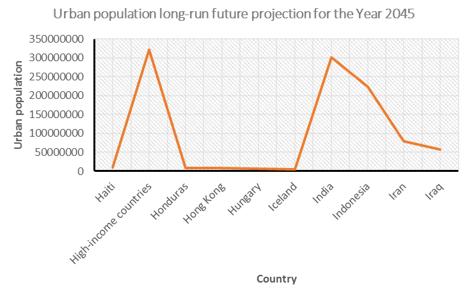 Urban population long-run future projection for the Year 2045
350000000
300000000
250000000
200000000
150000000
100000000
50000000
0
Urban population
Haiti
High-income countries
Honduras
Hong Kong
Hungary
Iceland
India
Indonesia
Iran
Iraq
Country